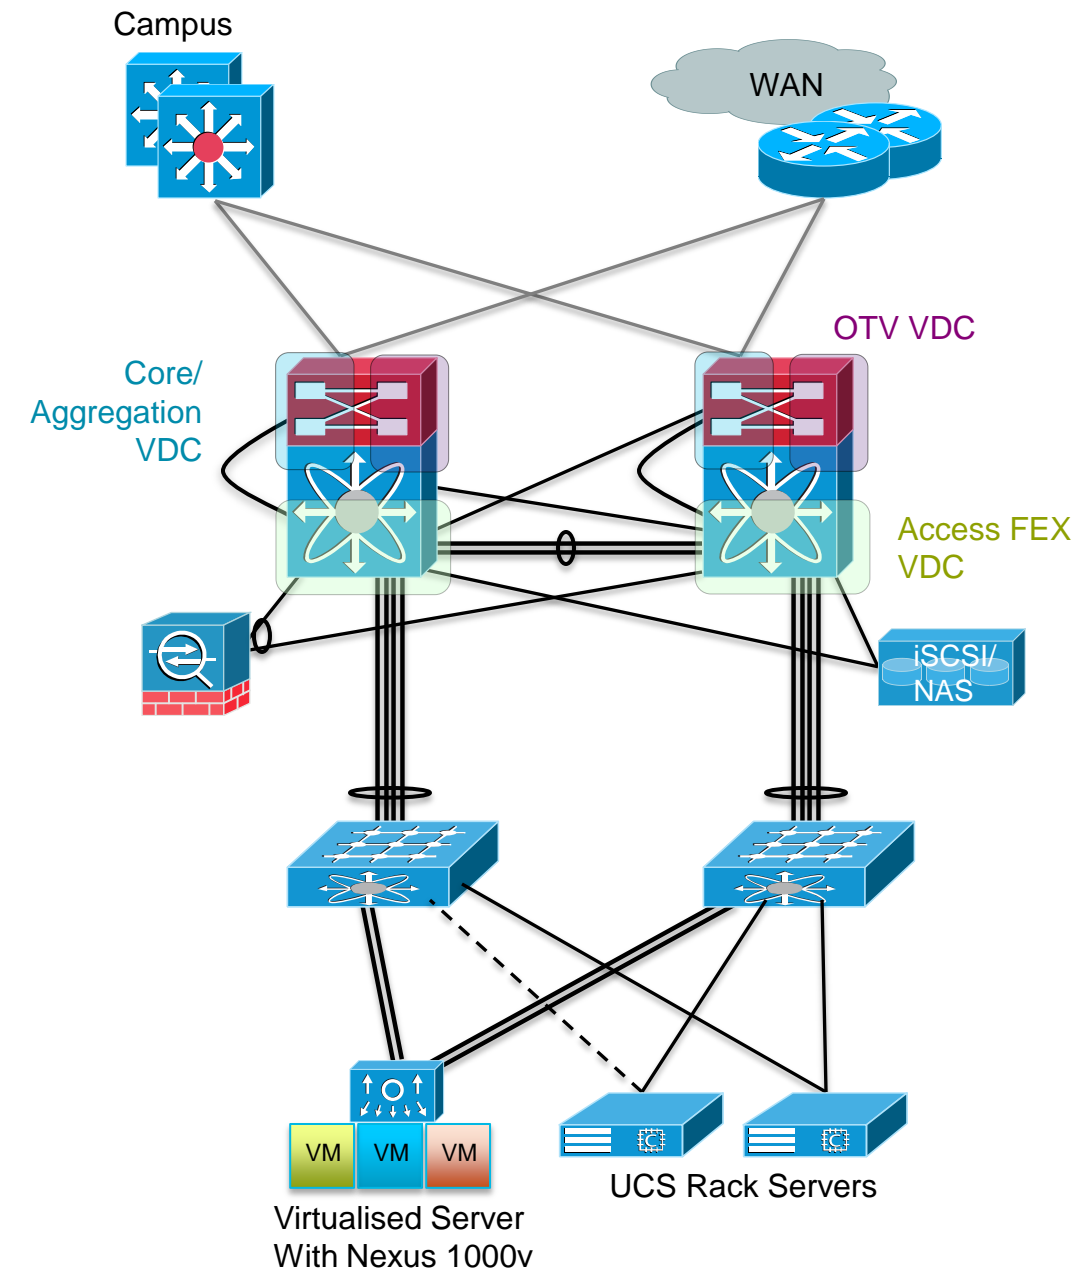 Campus
WAN
OTV VDC
Core/
Aggregation
VDC
Access FEX
VDC
iSCSI/
NAS
VM VM VM
UCS Rack Servers
Virtualised Server
With Nexus 1000v